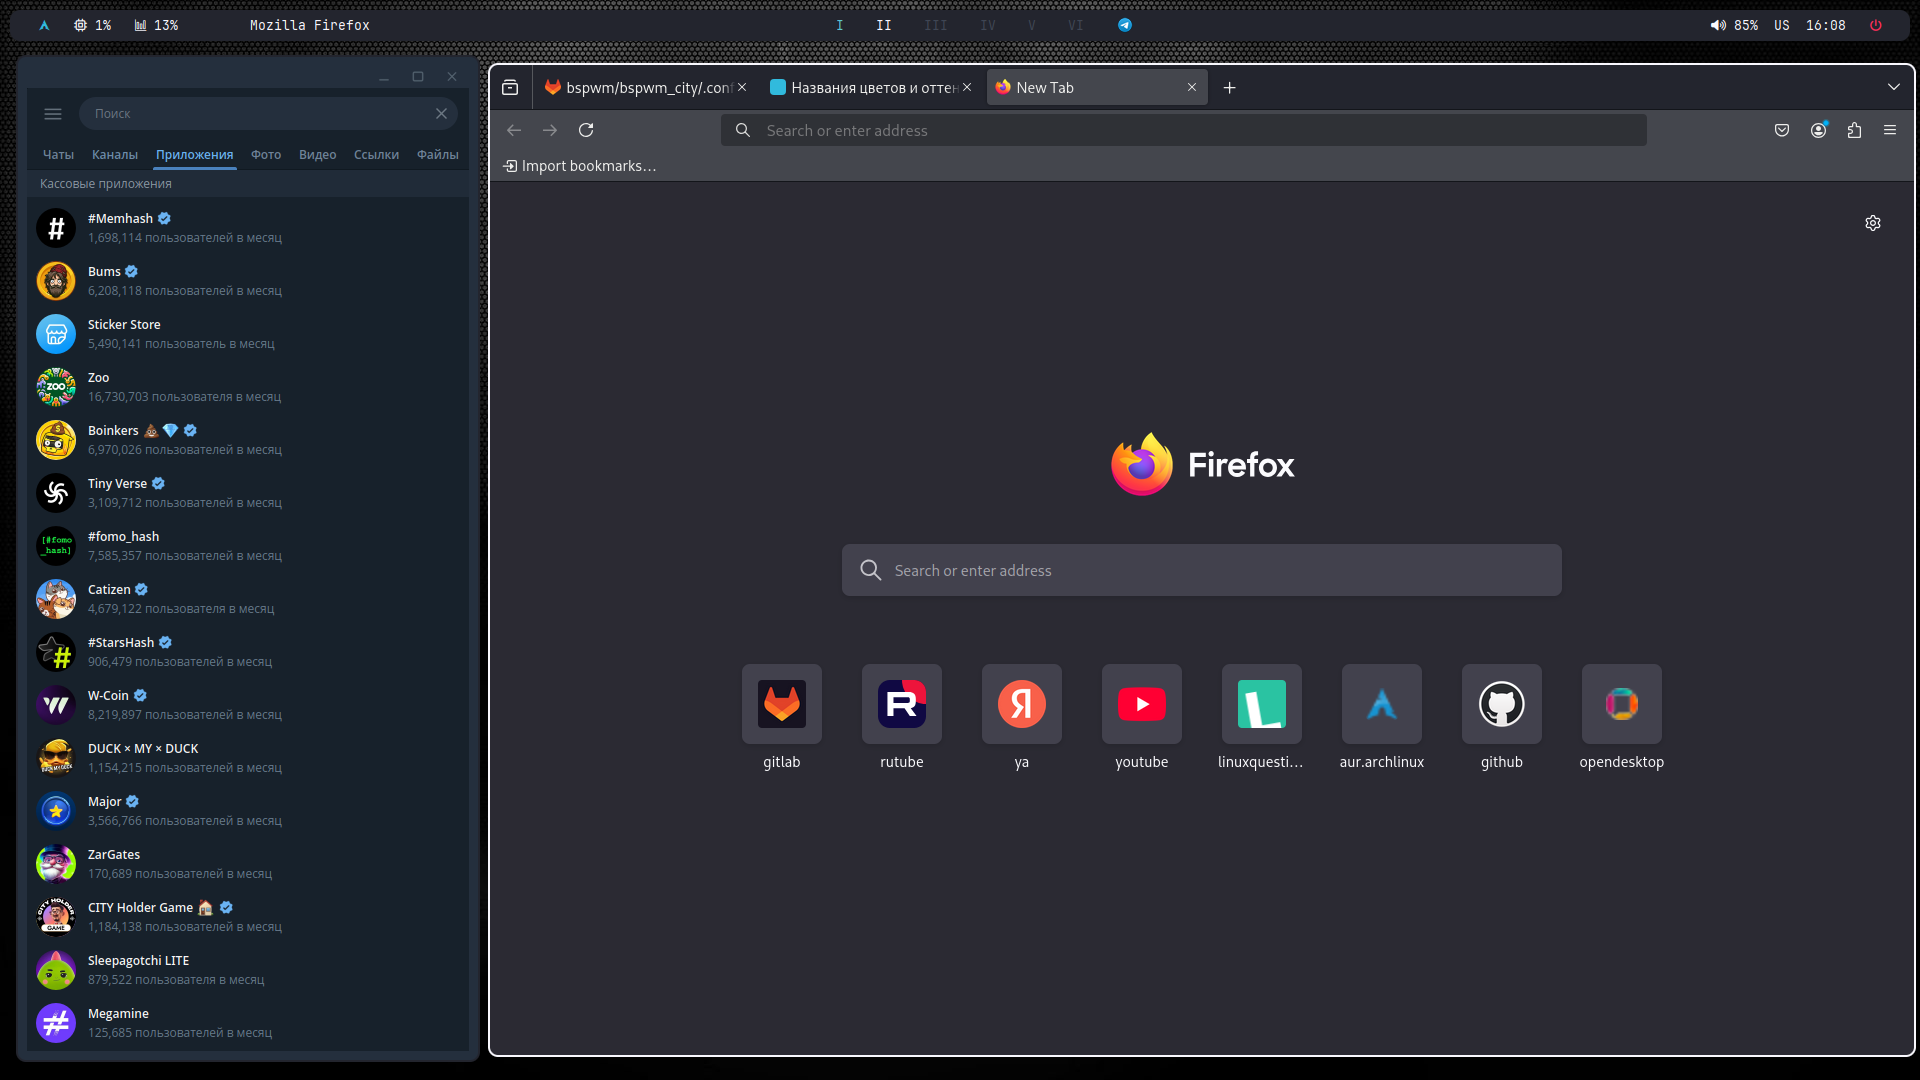 1% 13% Mozilla Firefox I II III IV V VI 85% US 16:08
Поиск
Чаты Каналы Приложения Фото Видео Ссылки Файлы
Кассовые приложения
#Memhash
1,698,114 пользователей в месяц
Bums
6,208,118 пользователей в месяц
Sticker Store
5,490,141 пользователь в месяц
ZOO
Zoo
16,730,703 пользователя в месяц
Boinkers
6,970,026 пользователей в месяц
Tiny Verse
3,109,712 пользователей в месяц
[#fomo
_hash]
#fomo_hash
7,585,357 пользователей в месяц
Catizen
4,679,122 пользователя в месяц
#StarsHash
906,479 пользователей в месяц
W-Coin
8,219,897 пользователей в месяц
DUCK × MY × DUCK
1,154,215 пользователей в месяц
Major
3,566,766 пользователей в месяц
ZarGates
170,689 пользователей в месяц
CITY HOLDER
GAME
CITY Holder Game
1,184,138 пользователей в месяц
Sleepagotchi LITE
879,522 пользователя в месяц
Megamine
125,685 пользователей в месяц
bspwm/bspwm_city/.conf Названия цветов и оттен New Tab
Search or enter address
Import bookmarks…
Firefox
Search or enter address
gitlab rutube ya youtube linuxquesti… aur.archlinux github opendesktop